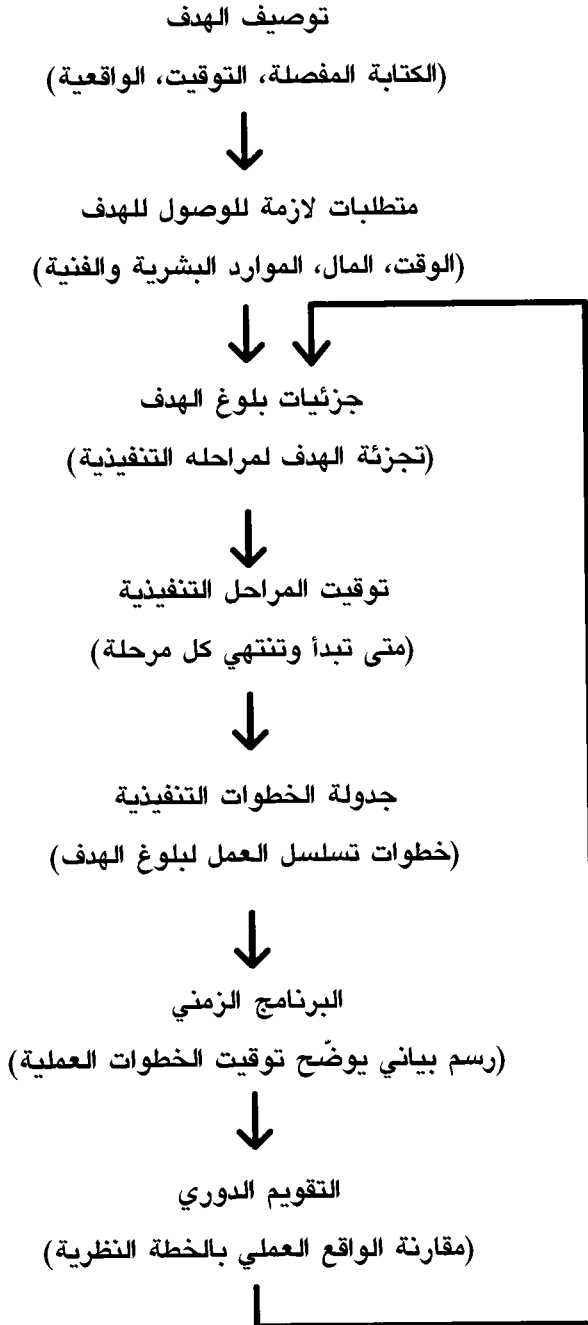 توصيف الهدف
(الكتابة المفصلة، التوقيت، الواقعية)
متطلبات لازمة للوصول للهدف
(الوقت، المال، الموارد البشرية والفنية)
جزئيات بلوغ الهدف
(تجزئة الهدف لمراحله التنفيذية)
توقيت المراحل التنفيذية
(متى تبدأ وتنتهي كل مرحلة)
جدولة الخطوات التنفيذية
(خطوات تسلسل العمل لبلوغ الهدف)
البرنامج الزمني
(رسم بياني يوضّح توقيت الخطوات العملية)
التقويم الدوري
(مقارنة الواقع العملي بالخطة النظرية)